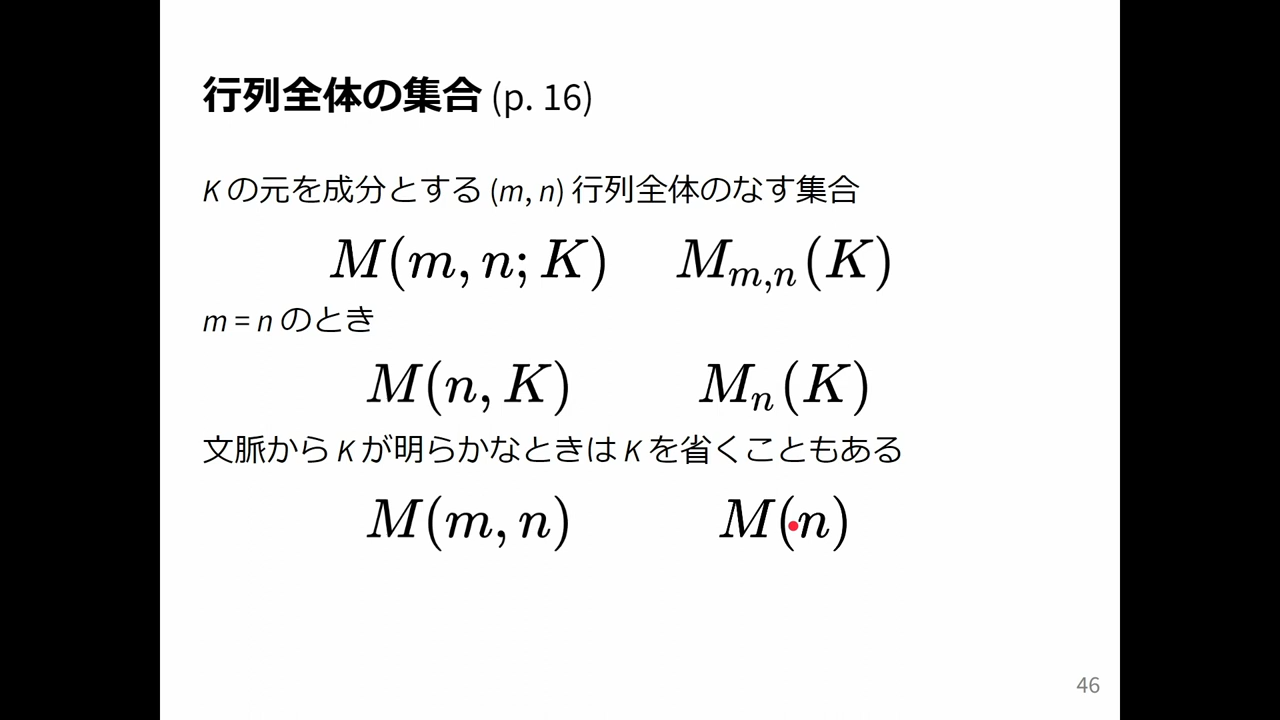 行列全体の集合 (p. 16)
K の元を成分とする (m, n) 行列全体のなす集合
M(m, n; K) M_{m,n}(K)
m = n のとき
M(n, K) M_n(K)
文脈から K が明らかなときは K を省くこともある
M(m, n) M(n)
46